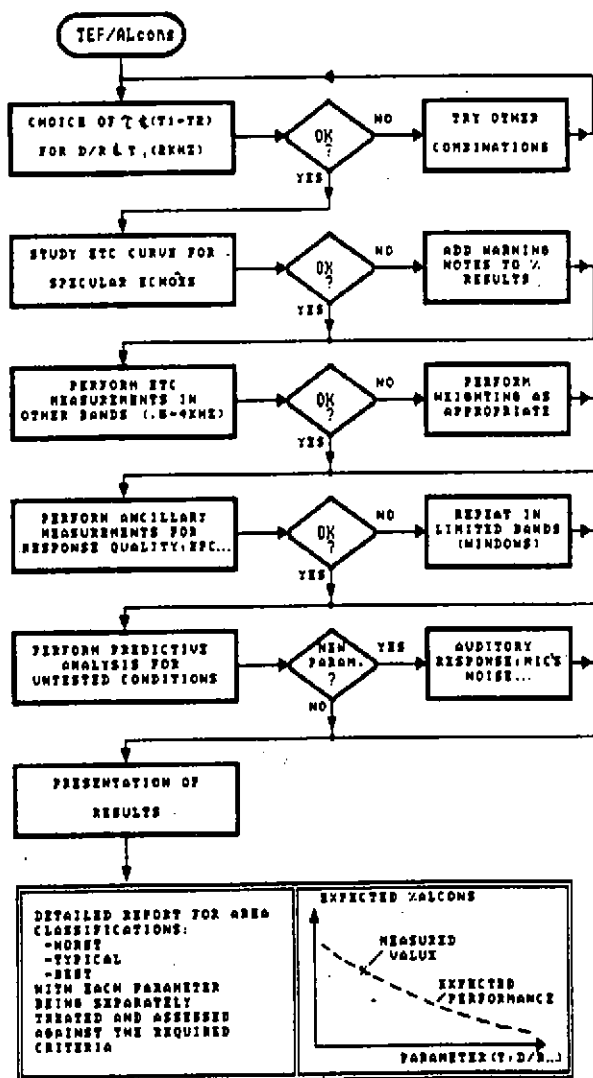 TEF/ALcons
CHOICE OF τ & (T1-T2)
FOR D/R & T,(2KHZ)
OK
?
NO
YES
TRY OTHER
COMBINATIONS
STUDY ETC CURVE FOR
SPECULAR ECHOES
OK
?
NO
YES
ADD WARNING
NOTES TO %
RESULTS
PERFORM ETC
MEASUREMENTS IN
OTHER BANDS (.5-4KHZ)
OK
?
NO
YES
PERFORM
WEIGHTING AS
APPROPRIATE
PERFORM ANCILLARY
MEASUREMENTS FOR
RESPONSE QUALITY:EFC...
OK
?
NO
YES
REPEAT IN
LIMITED BANDS
(WINDOWS)
PERFORM PREDICTIVE
ANALYSIS FOR
UNTESTED CONDITIONS
NEW
PARAM.
?
YES
NO
AUDITORY
RESPONSE:MIC'S
NOISE...
PRESENTATION OF
RESULTS
DETAILED REPORT FOR AREA
CLASSIFICATIONS:
-WORST
-TYPICAL
-BEST
WITH EACH PARAMETER
BEING SEPARATELY
TREATED AND ASSESSED
AGAINST THE REQUIRED
CRITERIA
EXPECTED %ALCONS
MEASURED
VALUE
EXPECTED
PERFORMANCE
PARAMETER(T:D/R...)